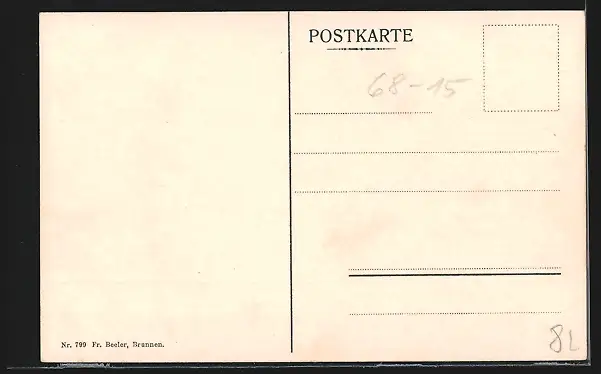 POSTKARTE
68-15
Nr. 799 Fr. Beeler, Brunnen.
8L